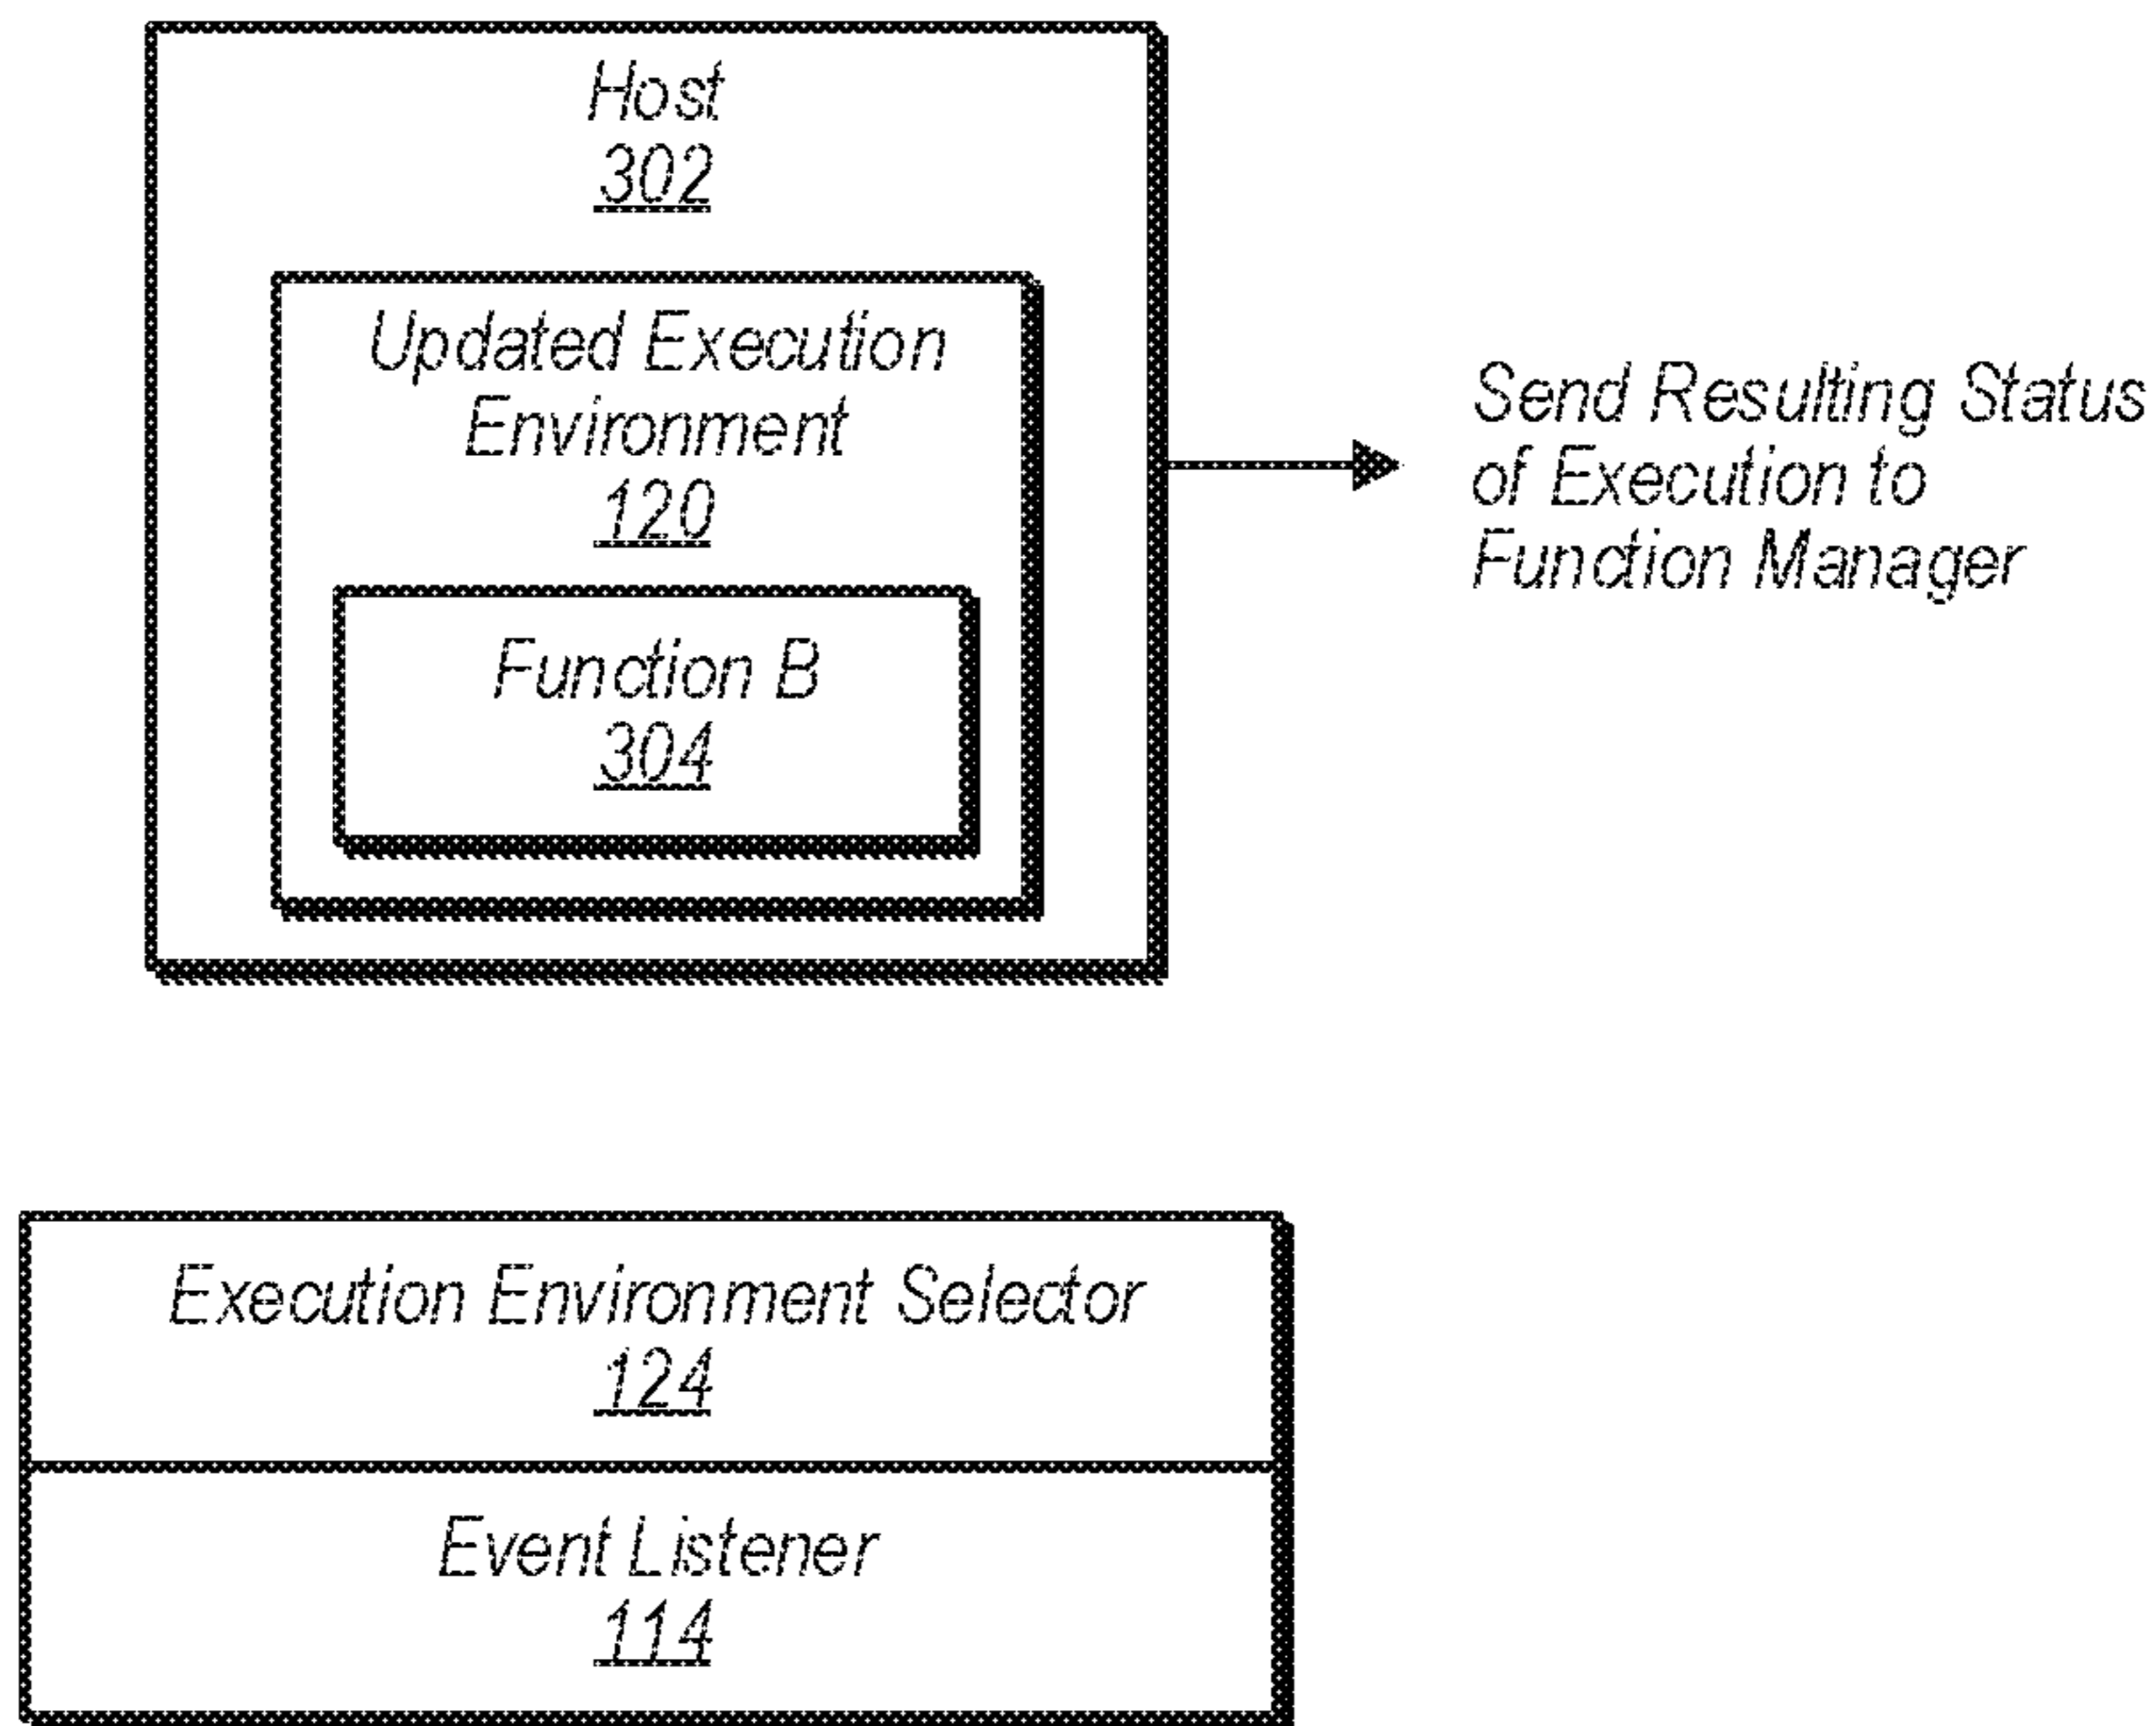 Host
302
Updated Execution
Environment
120
Function B
304
Send Resulting Status
of Execution to
Function Manager
Execution Environment Selector
124
Event Listener
114